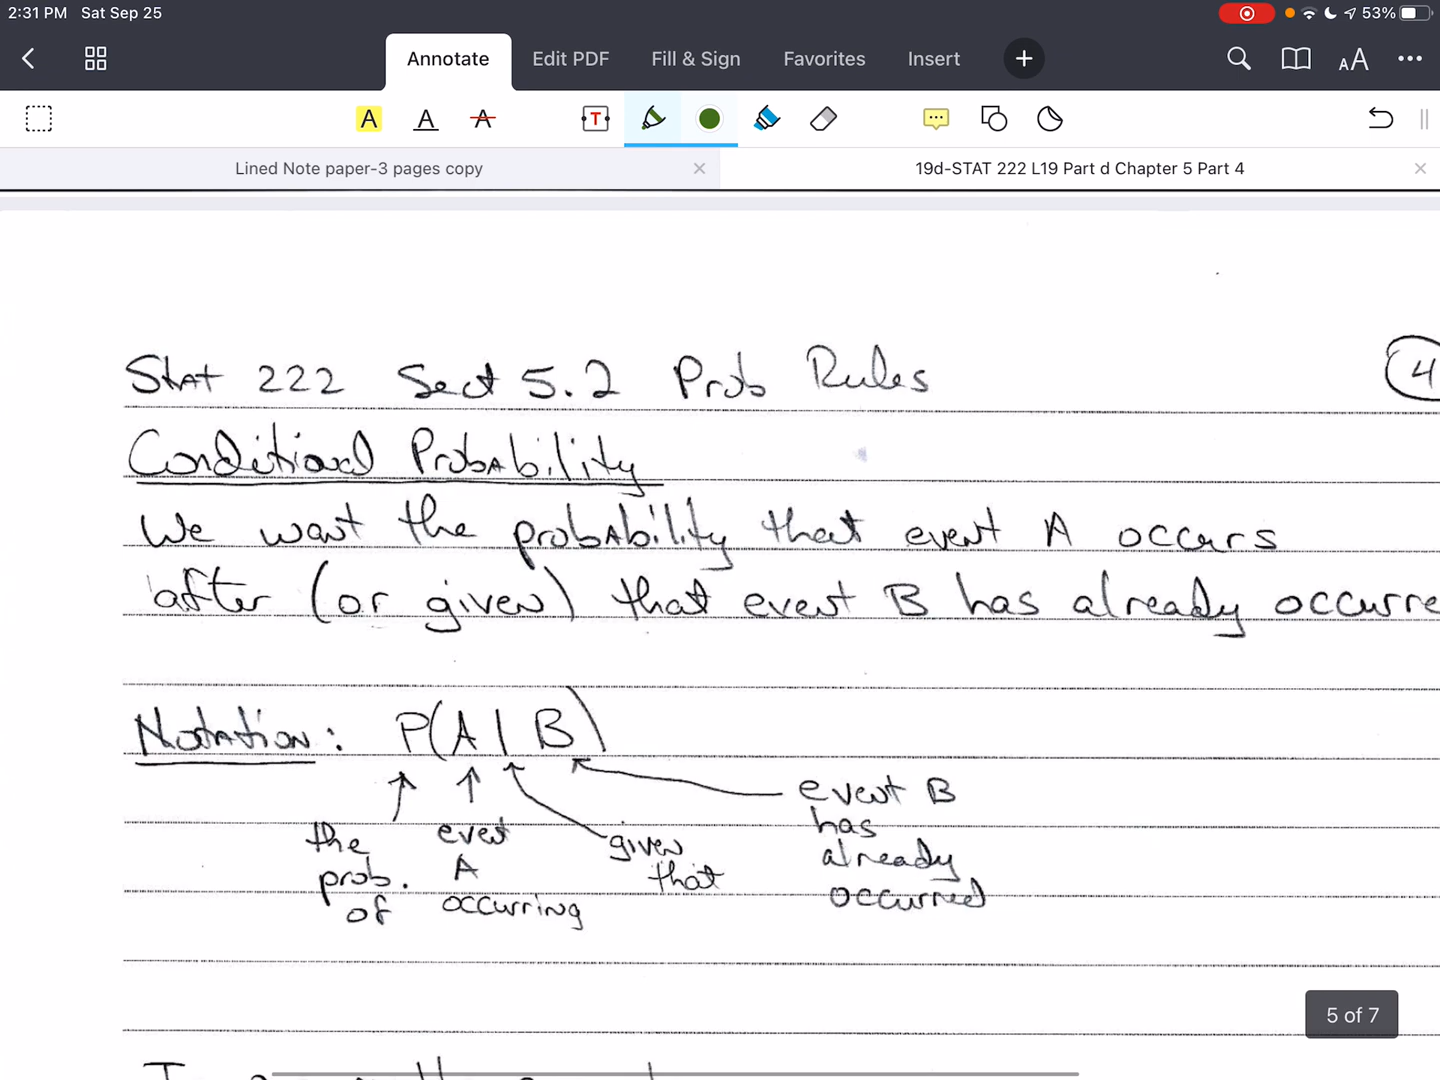 2:31 PM Sat Sep 25
53%
Annotate Edit PDF Fill & Sign Favorites Insert
AA
A A A T
Lined Note paper-3 pages copy
19d-STAT 222 L19 Part d Chapter 5 Part 4
Stat 222 Sect 5.2 Prob Rules 4
Conditional Probability
We want the probability that event A occurs
after (or given) that event B has already occurre
Notation: P(A | B)
the prob. of
event A occurring
given that
event B has already occurred
5 of 7